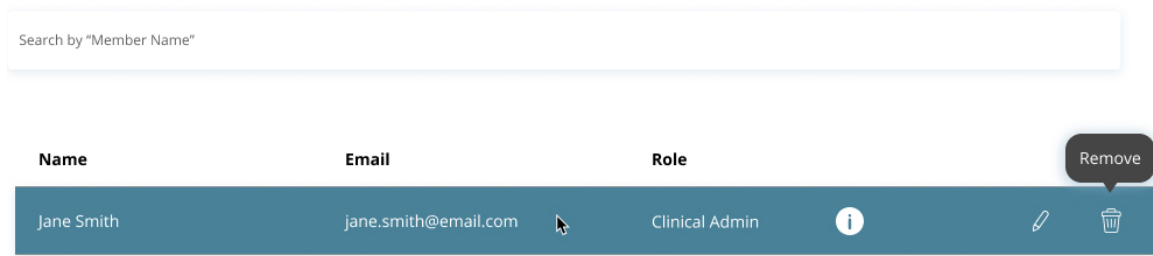 Search by “Member Name”
Name Email Role
Remove
Jane Smith jane.smith@email.com Clinical Admin i